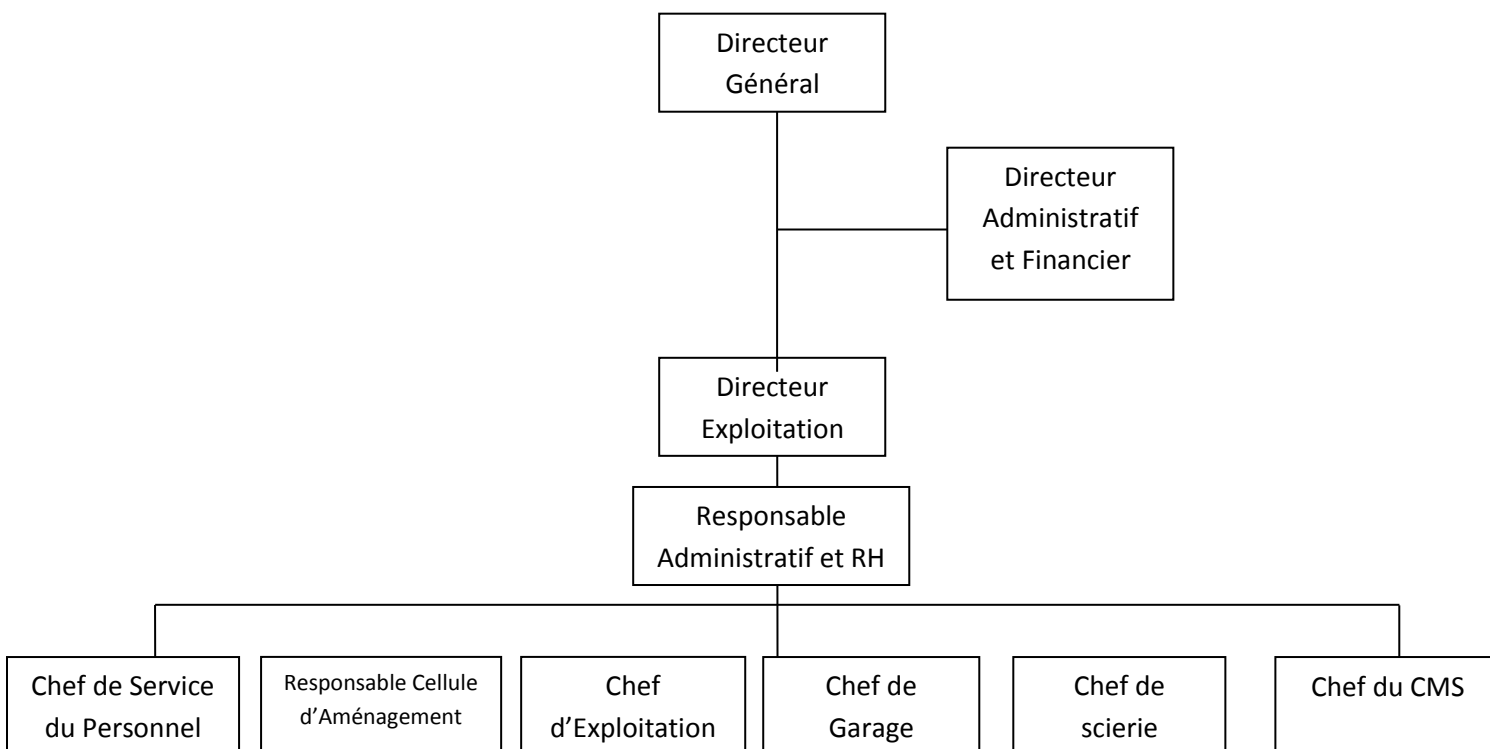 Directeur
Général
Directeur
Administratif
et Financier
Directeur
Exploitation
Responsable
Administratif et RH
Chef de Service
du Personnel
Responsable Cellule
d’Aménagement
Chef
d’Exploitation
Chef de
Garage
Chef de
scierie
Chef du CMS